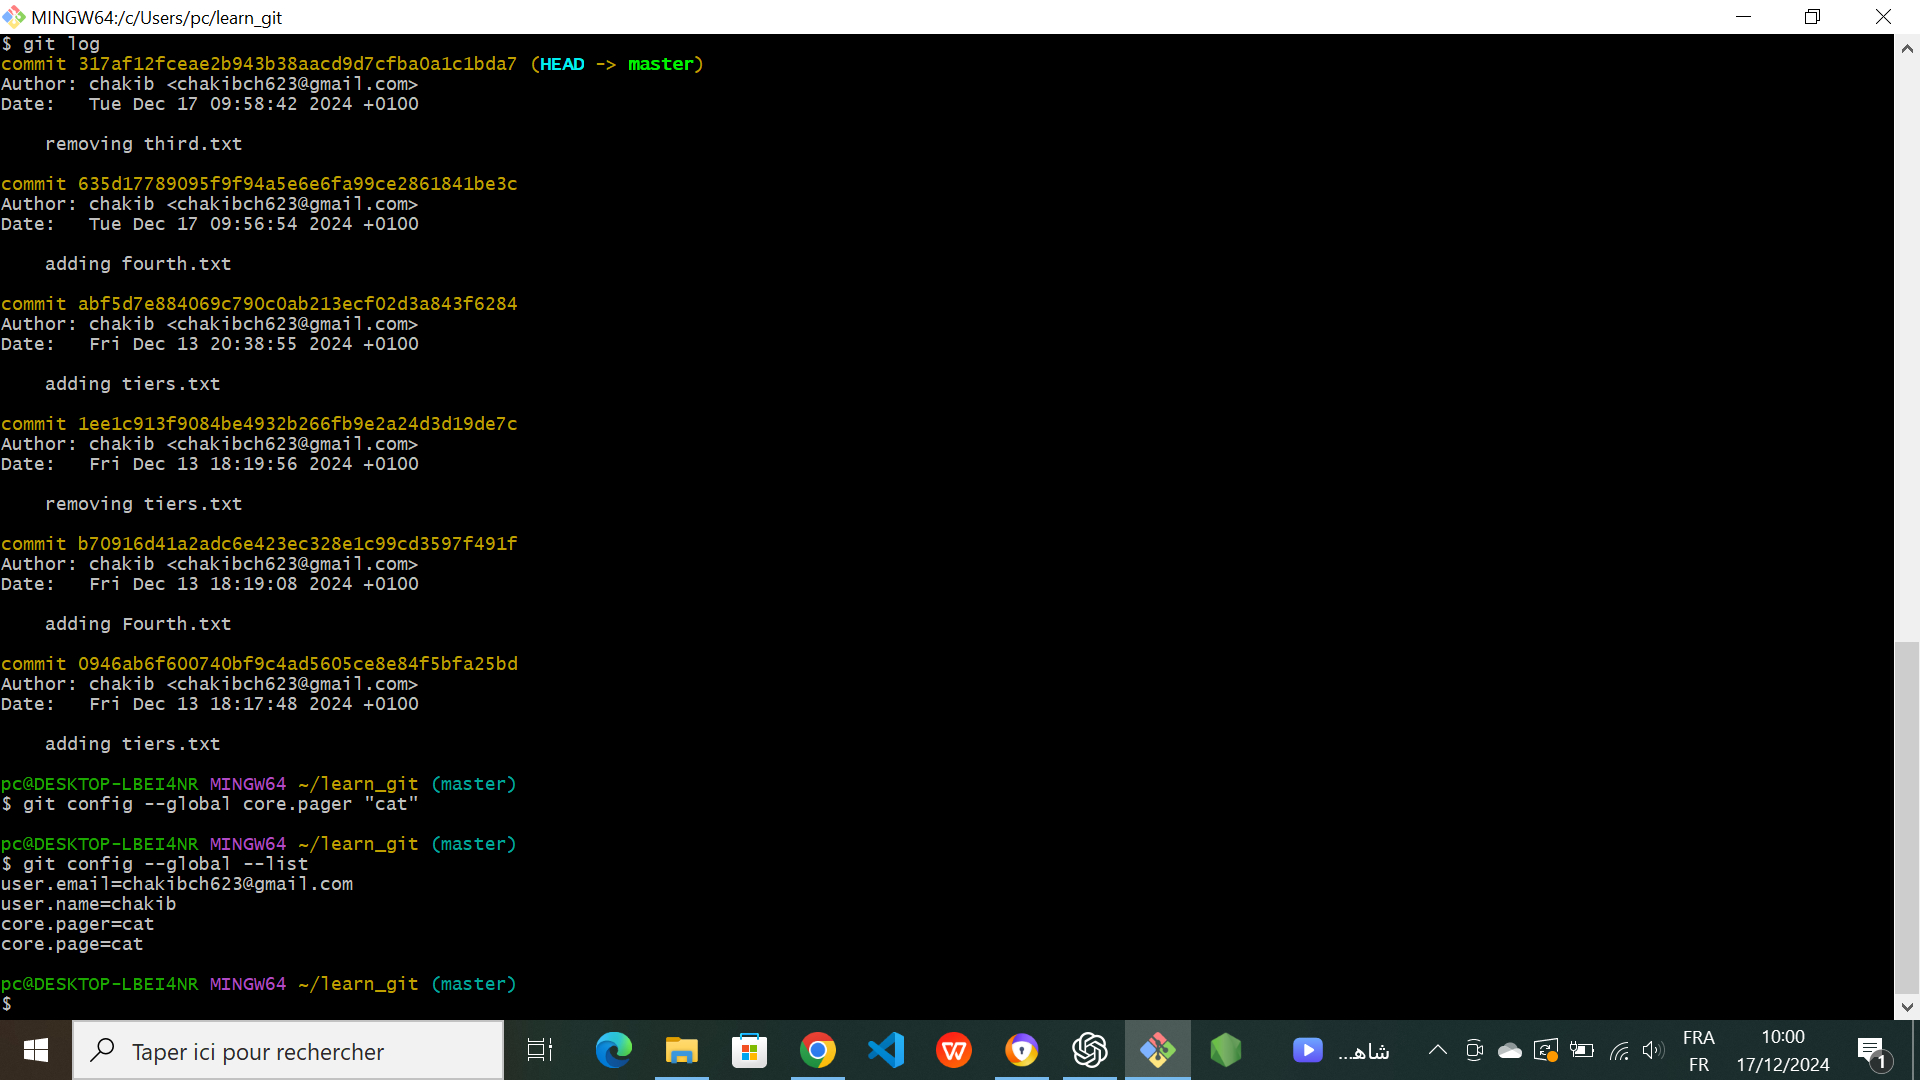 MINGW64:/c/Users/pc/learn_git
$ git log
commit 317af12fceae2b943b38aacd9d7cfba0a1c1bda7 (HEAD -> master)
Author: chakib <chakibch623@gmail.com>
Date:   Tue Dec 17 09:58:42 2024 +0100
    removing third.txt
commit 635d17789095f9f94a5e6e6fa99ce2861841be3c
Author: chakib <chakibch623@gmail.com>
Date:   Tue Dec 17 09:56:54 2024 +0100
    adding fourth.txt
commit abf5d7e884069c790c0ab213ecf02d3a843f6284
Author: chakib <chakibch623@gmail.com>
Date:   Fri Dec 13 20:38:55 2024 +0100
    adding tiers.txt
commit 1ee1c913f9084be4932b266fb9e2a24d3d19de7c
Author: chakib <chakibch623@gmail.com>
Date:   Fri Dec 13 18:19:56 2024 +0100
    removing tiers.txt
commit b70916d41a2adc6e423ec328e1c99cd3597f491f
Author: chakib <chakibch623@gmail.com>
Date:   Fri Dec 13 18:19:08 2024 +0100
    adding Fourth.txt
commit 0946ab6f600740bf9c4ad5605ce8e84f5bfa25bd
Author: chakib <chakibch623@gmail.com>
Date:   Fri Dec 13 18:17:48 2024 +0100
    adding tiers.txt
pc@DESKTOP-LBEI4NR MINGW64 ~/learn_git (master)
$ git config --global core.pager "cat"
pc@DESKTOP-LBEI4NR MINGW64 ~/learn_git (master)
$ git config --global --list
user.email=chakibch623@gmail.com
user.name=chakib
core.pager=cat
core.page=cat
pc@DESKTOP-LBEI4NR MINGW64 ~/learn_git (master)
$
Taper ici pour rechercher
شاهـ...
FRA
FR
10:00
17/12/2024
1